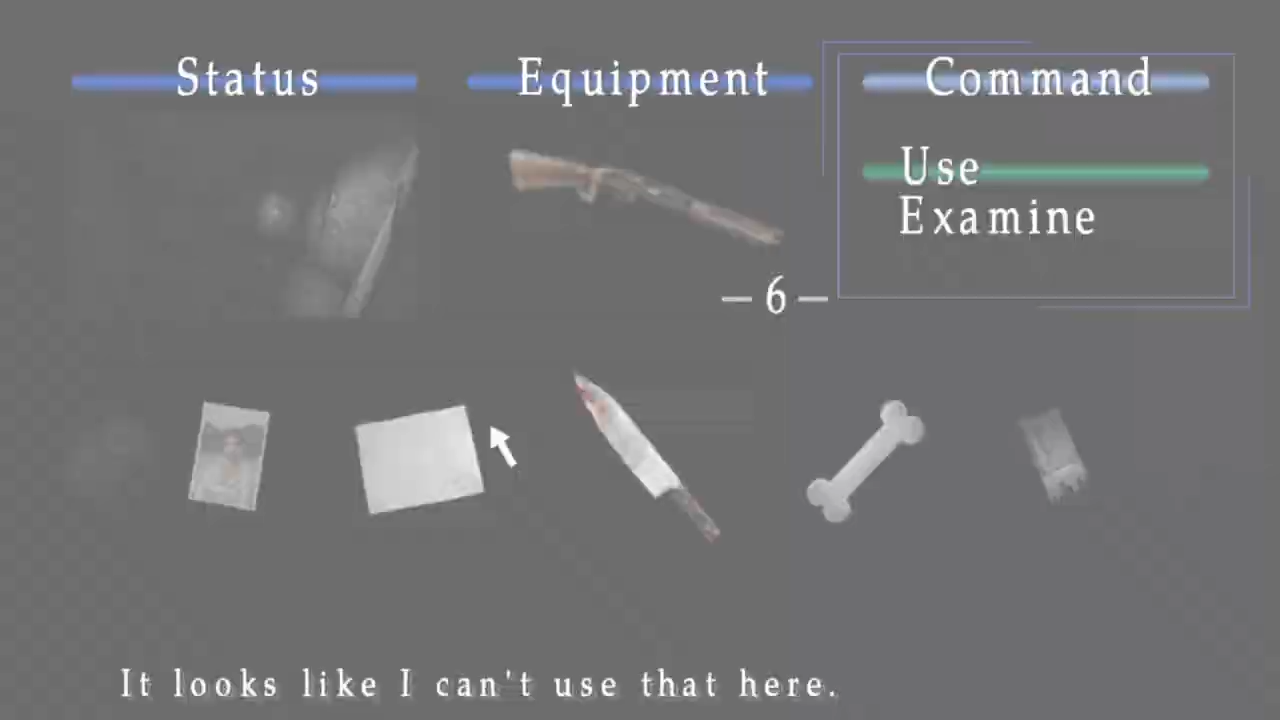 Status
Equipment
Command
Use
Examine
— 6 —
It looks like I can't use that here.